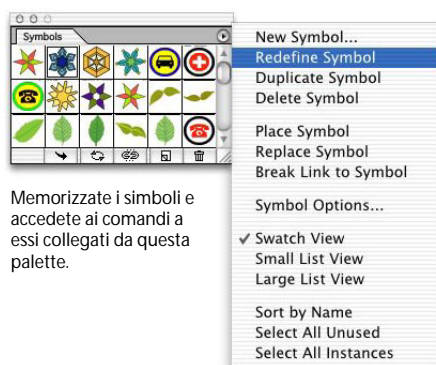 Symbols
Memorizzate i simboli e
accedete ai comandi a
essi collegati da questa
palette.
New Symbol...
Redefine Symbol
Duplicate Symbol
Delete Symbol
Place Symbol
Replace Symbol
Break Link to Symbol
Symbol Options...
Swatch View
Small List View
Large List View
Sort by Name
Select All Unused
Select All Instances